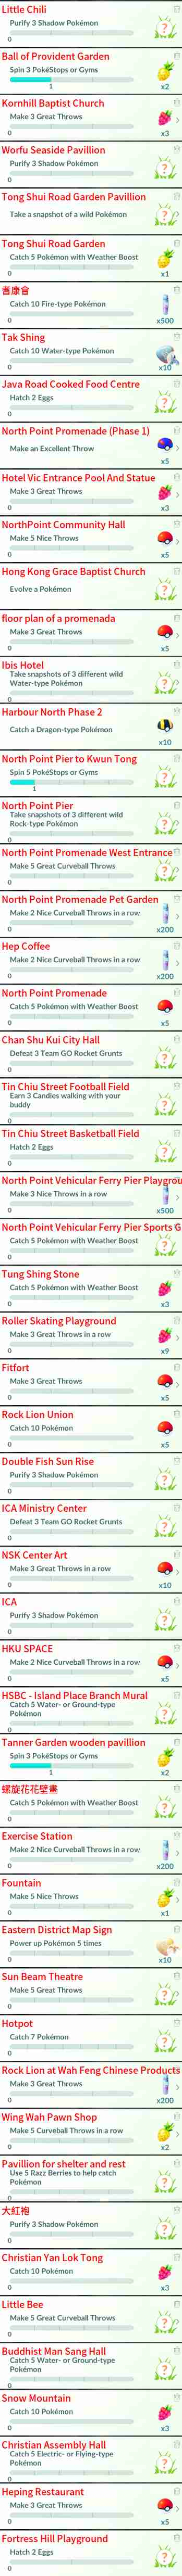 Little Chili
Purify 3 Shadow Pokémon
0
Ball of Provident Garden
Spin 3 PokéStops or Gyms
1
x2
Kornhill Baptist Church
Make 3 Great Throws
0
x3
Worfu Seaside Pavillion
Purify 3 Shadow Pokémon
0
Tong Shui Road Garden Pavillion
Take a snapshot of a wild Pokémon
Tong Shui Road Garden
Catch 5 Pokémon with Weather Boost
0
x1
耆康會
Catch 10 Fire-type Pokémon
0
x500
Tak Shing
Catch 10 Water-type Pokémon
0
x10
Java Road Cooked Food Centre
Hatch 2 Eggs
0
North Point Promenade (Phase 1)
Make an Excellent Throw
x5
Hotel Vic Entrance Pool And Statue
Make 3 Great Throws
0
x3
NorthPoint Community Hall
Make 5 Nice Throws
0
x5
Hong Kong Grace Baptist Church
Evolve a Pokémon
floor plan of a promenada
Make 3 Great Throws
0
x5
Ibis Hotel
Take snapshots of 3 different wild
Water-type Pokémon
0
Harbour North Phase 2
Catch a Dragon-type Pokémon
x10
North Point Pier to Kwun Tong
Spin 5 PokéStops or Gyms
1
North Point Pier
Take snapshots of 3 different wild
Rock-type Pokémon
0
North Point Promenade West Entrance
Make 5 Great Curveball Throws
0
North Point Promenade Pet Garden
Make 2 Nice Curveball Throws in a row
0
x200
Hep Coffee
Make 2 Nice Curveball Throws in a row
0
x200
North Point Promenade
Catch 5 Pokémon with Weather Boost
0
x5
Chan Shu Kui City Hall
Defeat 3 Team GO Rocket Grunts
0
Tin Chiu Street Football Field
Earn 3 Candies walking with your
buddy
0
Tin Chiu Street Basketball Field
Hatch 2 Eggs
0
North Point Vehicular Ferry Pier Playgrou
Make 3 Nice Throws in a row
0
x500
North Point Vehicular Ferry Pier Sports G
Catch 5 Pokémon with Weather Boost
0
Tung Shing Stone
Catch 5 Pokémon with Weather Boost
0
x3
Roller Skating Playground
Make 3 Great Throws in a row
0
x9
Fitfort
Make 3 Great Throws
0
x5
Rock Lion Union
Catch 10 Pokémon
0
x5
Double Fish Sun Rise
Purify 3 Shadow Pokémon
0
ICA Ministry Center
Defeat 3 Team GO Rocket Grunts
0
NSK Center Art
Make 3 Great Throws in a row
0
x10
ICA
Purify 3 Shadow Pokémon
0
HKU SPACE
Make 2 Nice Curveball Throws in a row
0
x5
HSBC - Island Place Branch Mural
Catch 5 Water- or Ground-type
Pokémon
0
Tanner Garden wooden pavillion
Spin 3 PokéStops or Gyms
1
x2
螺旋花花壁畫
Catch 5 Pokémon with Weather Boost
0
Exercise Station
Make 2 Nice Curveball Throws in a row
0
x200
Fountain
Make 5 Nice Throws
0
x1
Eastern District Map Sign
Power up Pokémon 5 times
0
x10
Sun Beam Theatre
Make 5 Great Throws
0
Hotpot
Catch 7 Pokémon
0
Rock Lion at Wah Feng Chinese Products
Make 3 Great Throws
0
x200
Wing Wah Pawn Shop
Make 5 Curveball Throws in a row
0
x2
Pavillion for shelter and rest
Use 5 Razz Berries to help catch
Pokémon
0
大紅袍
Purify 3 Shadow Pokémon
0
Christian Yan Lok Tong
Catch 10 Pokémon
0
x3
Little Bee
Make 5 Great Curveball Throws
0
Buddhist Man Sang Hall
Catch 5 Water- or Ground-type
Pokémon
0
Snow Mountain
Catch 10 Pokémon
0
x3
Christian Assembly Hall
Catch 5 Electric- or Flying-type
Pokémon
0
Heping Restaurant
Make 3 Great Throws
0
x5
Fortress Hill Playground
Hatch 2 Eggs
0